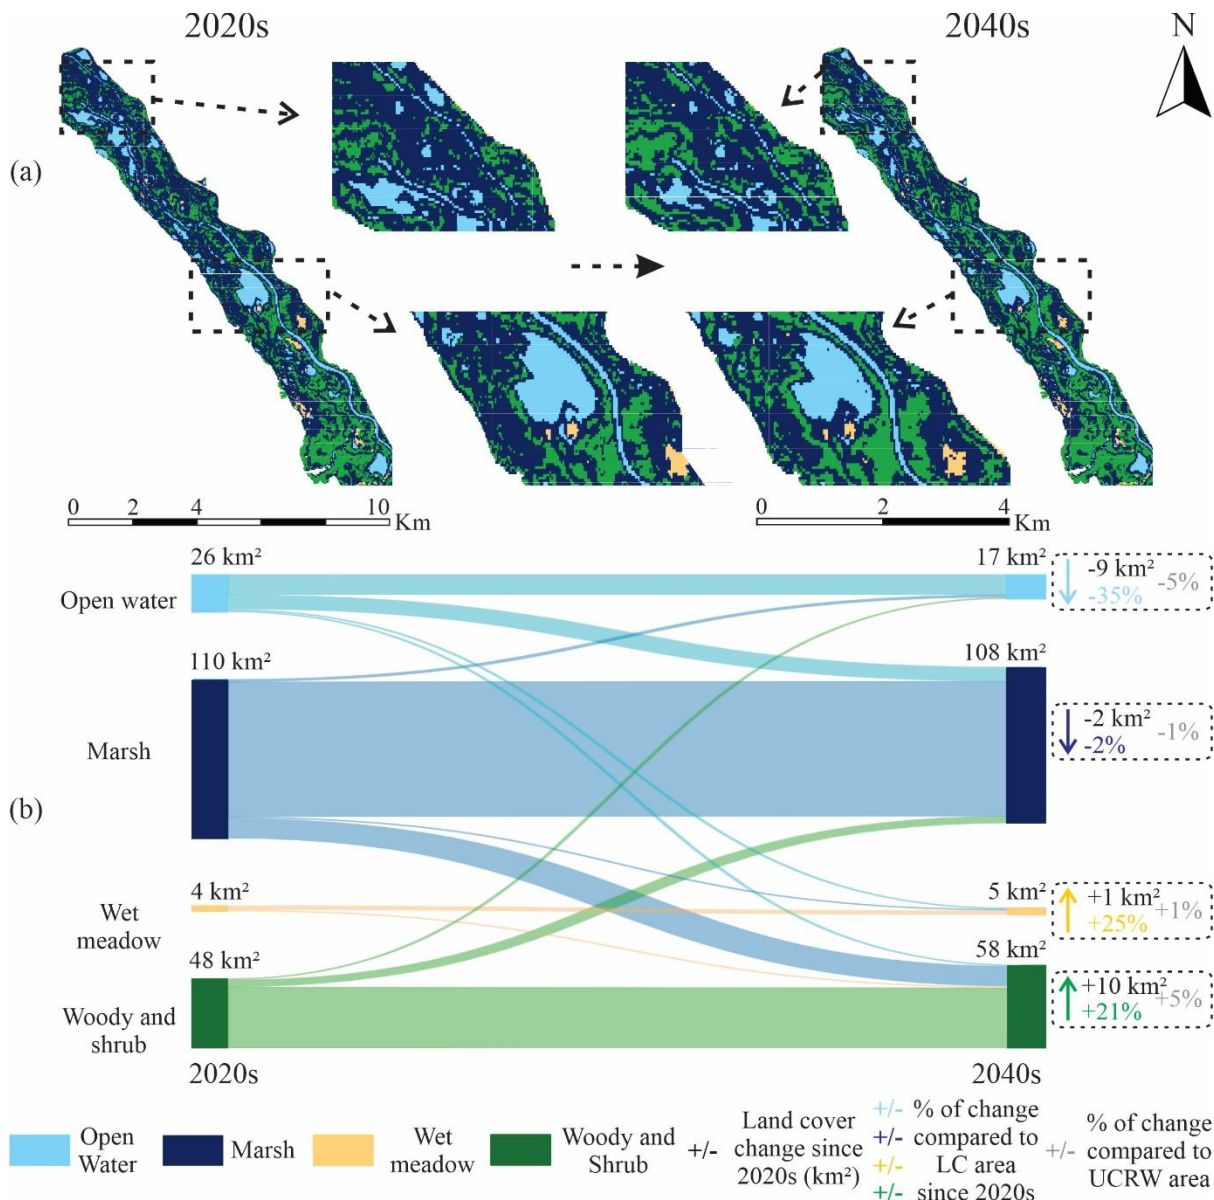 2020s
2040s
N
(a)
0 2 4 10 Km
0 2 4 Km
26 km²
17 km²
Open water
-9 km²
-5%
-35%
110 km²
108 km²
Marsh
-2 km²
-1%
-2%
(b)
4 km²
5 km²
Wet
meadow
+1 km²
+1%
+25%
48 km²
58 km²
Woody and
shrub
+10 km²
+5%
+21%
2020s
2040s
Open
Water
Marsh
Wet
meadow
Woody and
Shrub
+/-
Land cover
change since
2020s (km²)
+/-
+/-
+/-
+/-
% of change
compared to
LC area
since 2020s
+/-
% of change
compared to
UCRW area